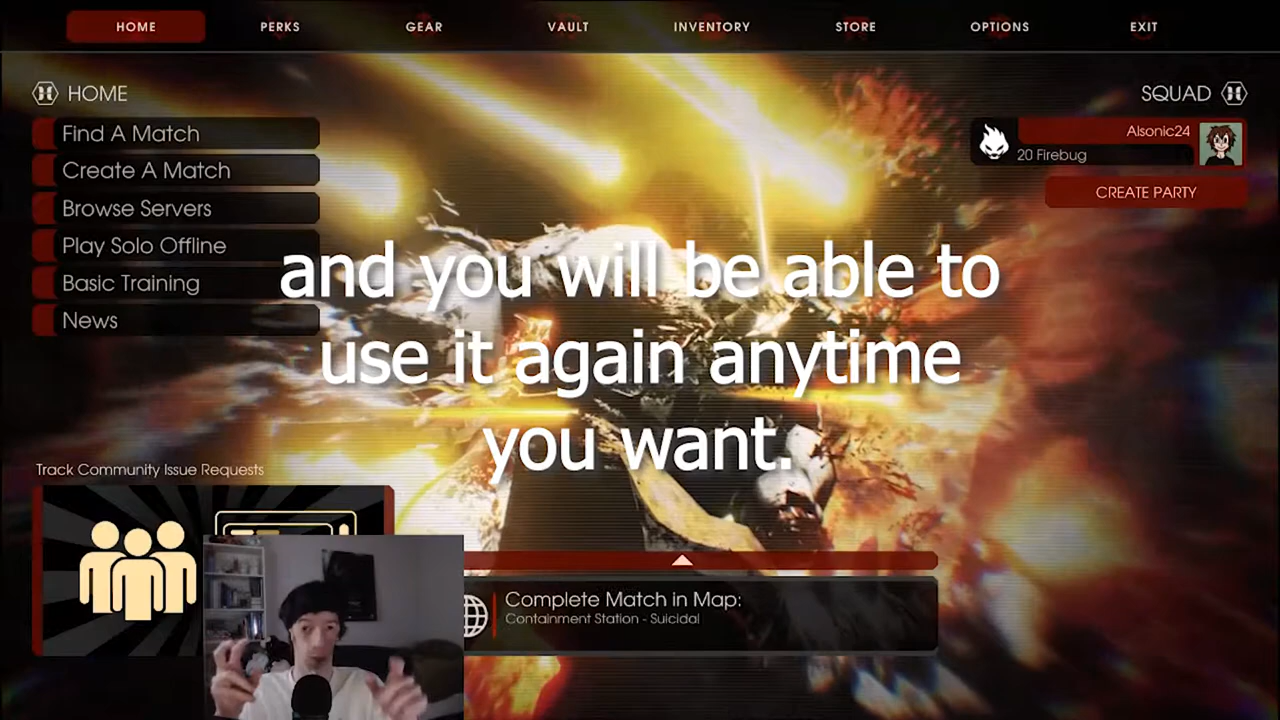 HOME PERKS GEAR VAULT INVENTORY STORE OPTIONS EXIT
HOME
Find A Match
Create A Match
Browse Servers
Play Solo Offline
Basic Training
News
SQUAD
Alsonic24
20 Firebug
CREATE PARTY
and you will be able to
use it again anytime
you want.
Track Community Issue Requests
Complete Match in Map:
Containment Station - Suicidal